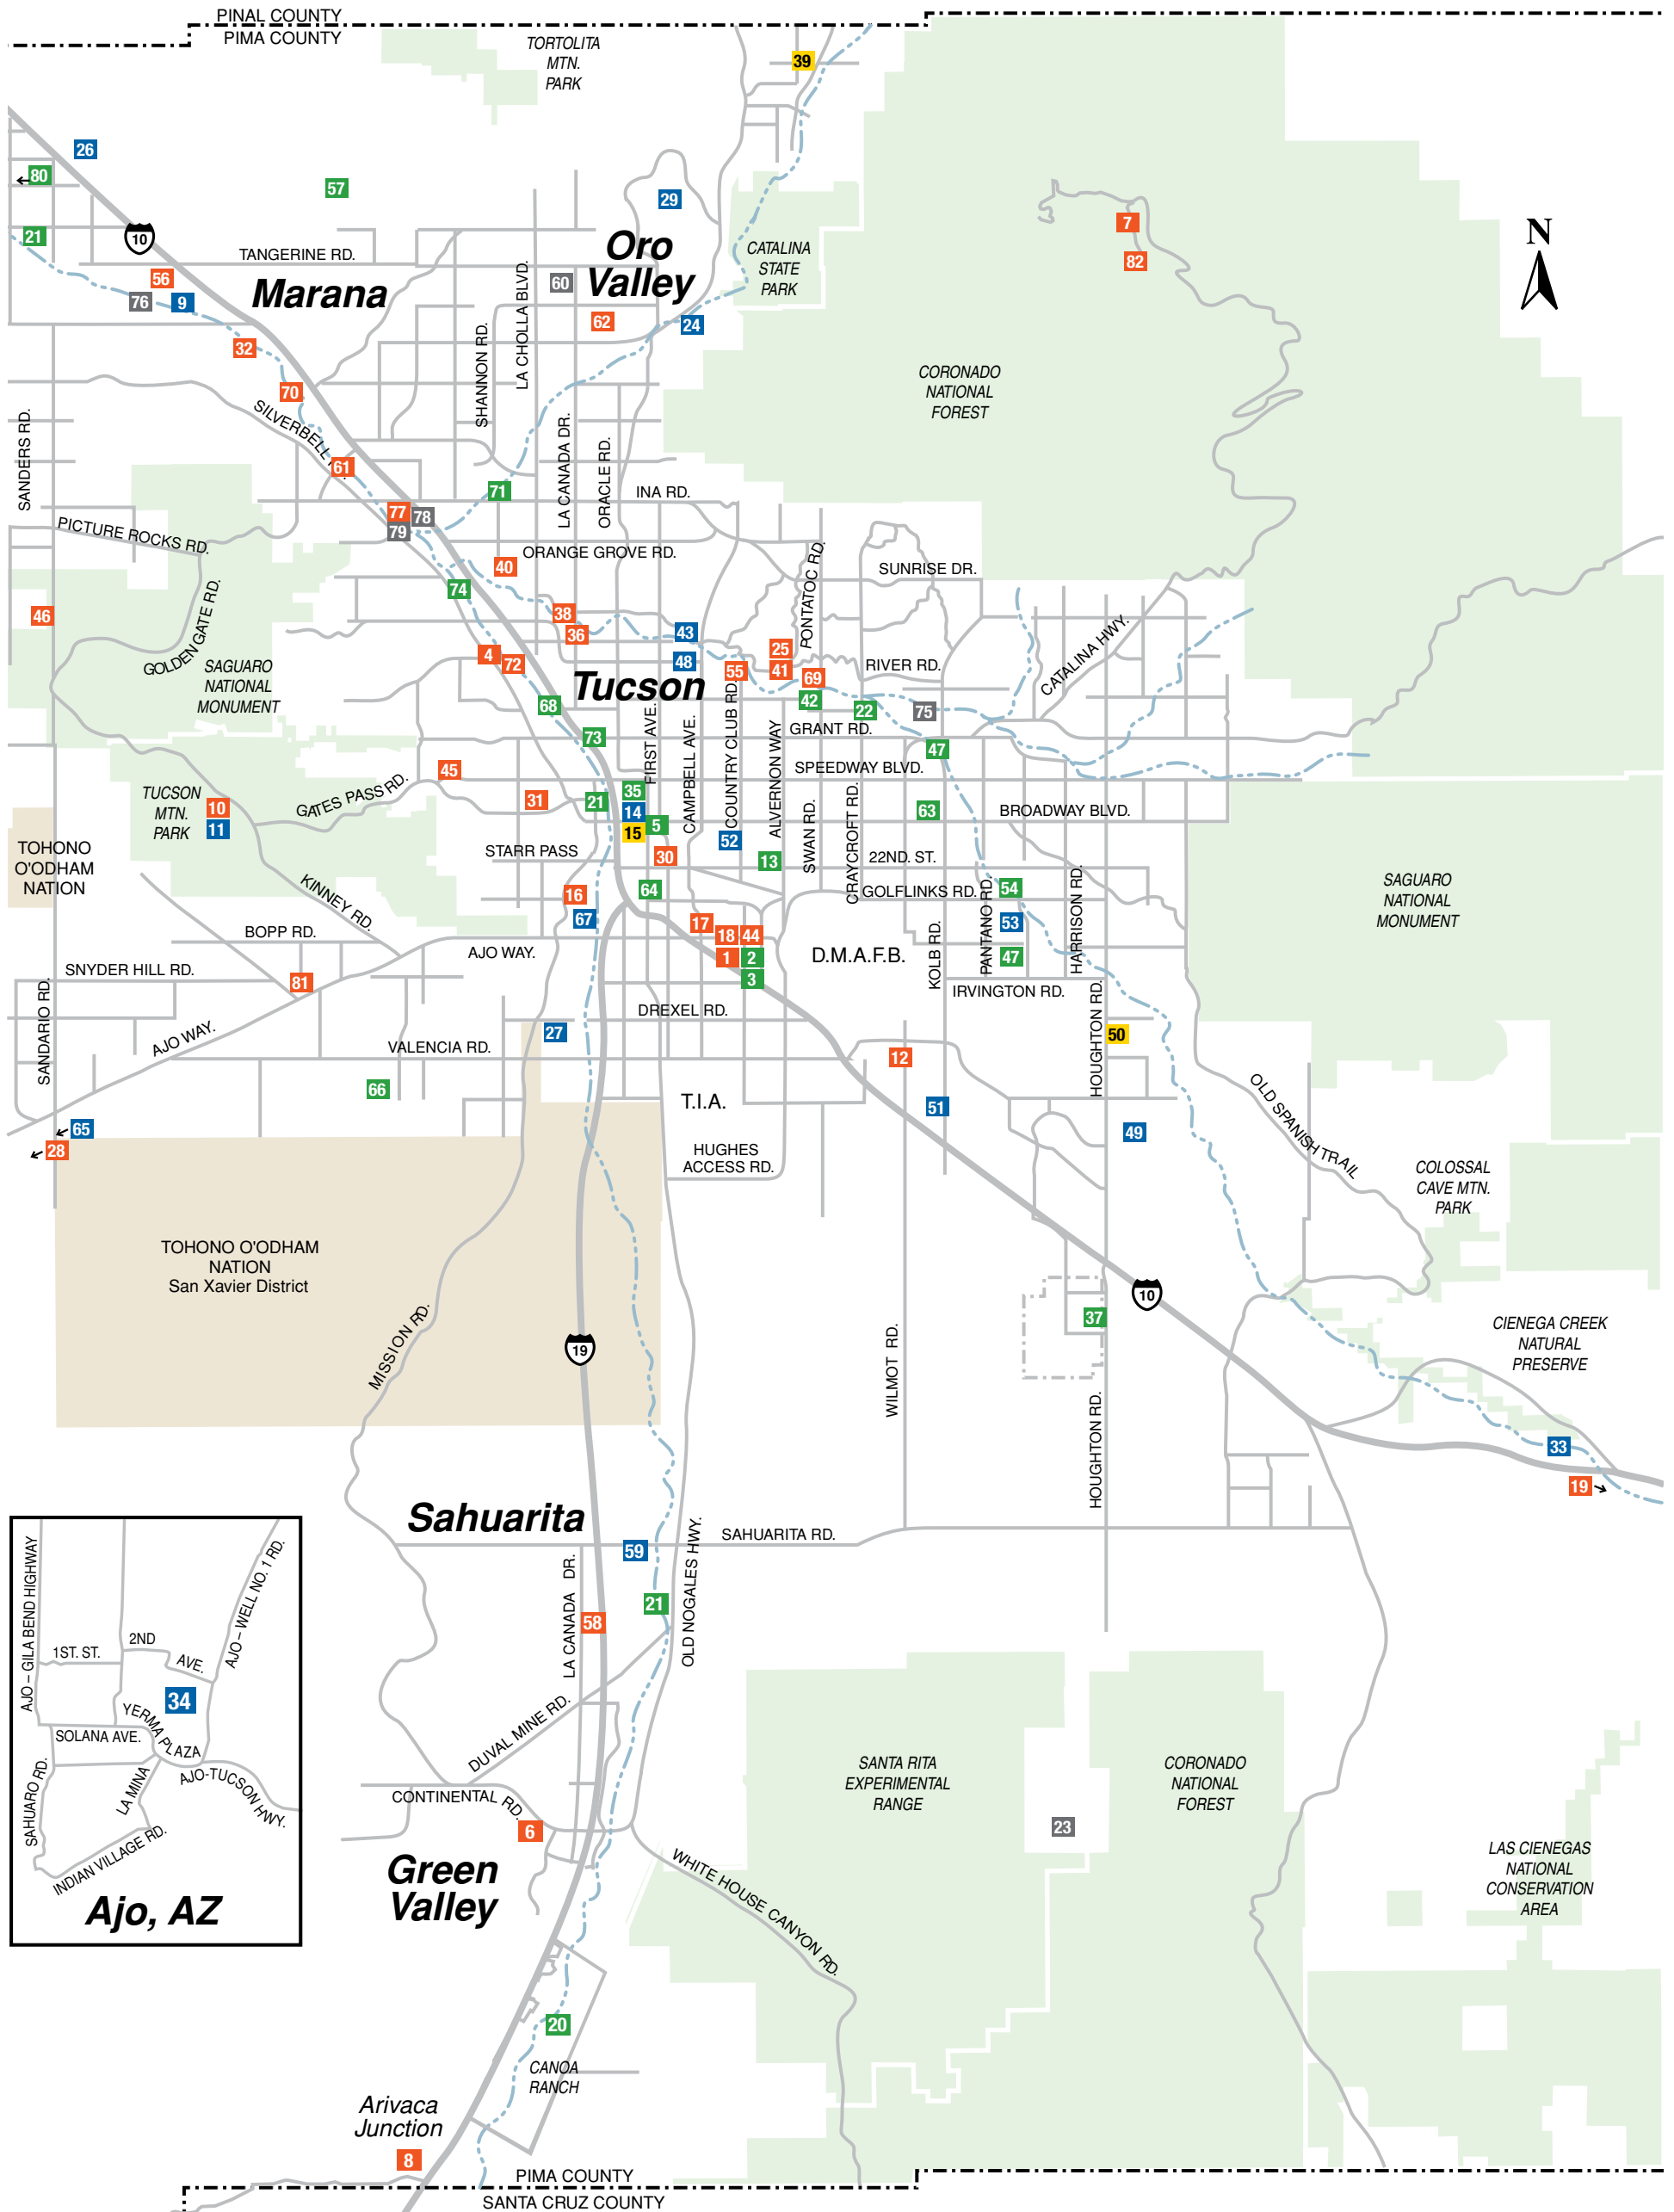 PINAL COUNTY
PIMA COUNTY
TORTOLITA
MTN.
PARK
39
26
80
57
29
21
10
TANGERINE RD.
Oro
Valley
CATALINA
STATE
PARK
7
82
N
56
76
9
Marana
60
62
24
32
SHANNON RD.
LA CHOLLA BLVD.
70
CORONADO
NATIONAL
FOREST
SANDERS RD.
SILVERBELL
61
LA CANADA DR.
ORACLE RD.
71
INA RD.
77
78
79
PICTURE ROCKS RD.
ORANGE GROVE RD.
40
PONTATOC RD.
SUNRISE DR.
74
46
GOLDEN GATE RD.
38
36
43
48
25
41
55
69
RIVER RD.
CATALINA HWY.
4
72
SAGUARO
NATIONAL
MONUMENT
Tucson
68
42
22
75
73
FIRST AVE.
CAMPBELL AVE.
COUNTRY CLUB RD.
ALVERNON WAY
GRANT RD.
47
45
SPEEDWAY BLVD.
TUCSON
MTN.
PARK
10
11
GATES PASS RD.
31
21
35
14
15
5
52
SWAN RD.
CRAYCROFT RD.
63
BROADWAY BLVD.
TOHONO
O'ODHAM
NATION
STARR PASS
30
13
22ND. ST.
KINNEY RD.
16
67
64
GOLFLINKS RD.
54
SAGUARO
NATIONAL
MONUMENT
BOPP RD.
AJO WAY.
17
18
44
1
2
3
D.M.A.F.B.
KOLB RD.
PANTANO RD.
53
47
HARRISON RD.
SNYDER HILL RD.
81
IRVINGTON RD.
SANDARIO RD.
AJO WAY.
DREXEL RD.
27
VALENCIA RD.
12
HOUGHTON RD.
50
66
T.I.A.
51
49
OLD SPANISH TRAIL
65
28
HUGHES
ACCESS RD.
COLOSSAL
CAVE MTN.
PARK
TOHONO O'ODHAM
NATION
San Xavier District
MISSION RD.
19
WILMOT RD.
37
10
CIENEGA CREEK
NATURAL
PRESERVE
HOUGHTON RD.
33
19
Sahuarita
59
SAHUARITA RD.
LA CANADA DR.
58
21
OLD NOGALES HWY.
AJO – GILA BEND HIGHWAY
1ST. ST.
2ND
AVE.
AJO – WELL NO. 1 RD.
34
YERMA PLAZA
SOLANA AVE.
SAHUARO RD.
LA MINA
AJO-TUCSON HWY.
INDIAN VILLAGE RD.
Ajo, AZ
DUVAL MINE RD.
CONTINENTAL RD.
6
Green
Valley
WHITE HOUSE CANYON RD.
SANTA RITA
EXPERIMENTAL
RANGE
23
CORONADO
NATIONAL
FOREST
LAS CIENEGAS
NATIONAL
CONSERVATION
AREA
20
CANOA
RANCH
Arivaca
Junction
8
PIMA COUNTY
SANTA CRUZ COUNTY